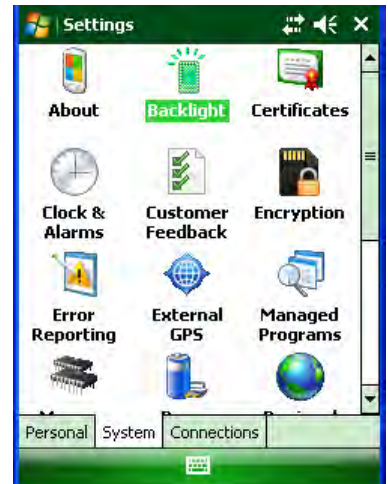 Settings
About Backlight Certificates
Clock & Customer Encryption
Alarms Feedback
Error External Managed
Reporting GPS Programs
Personal System Connections